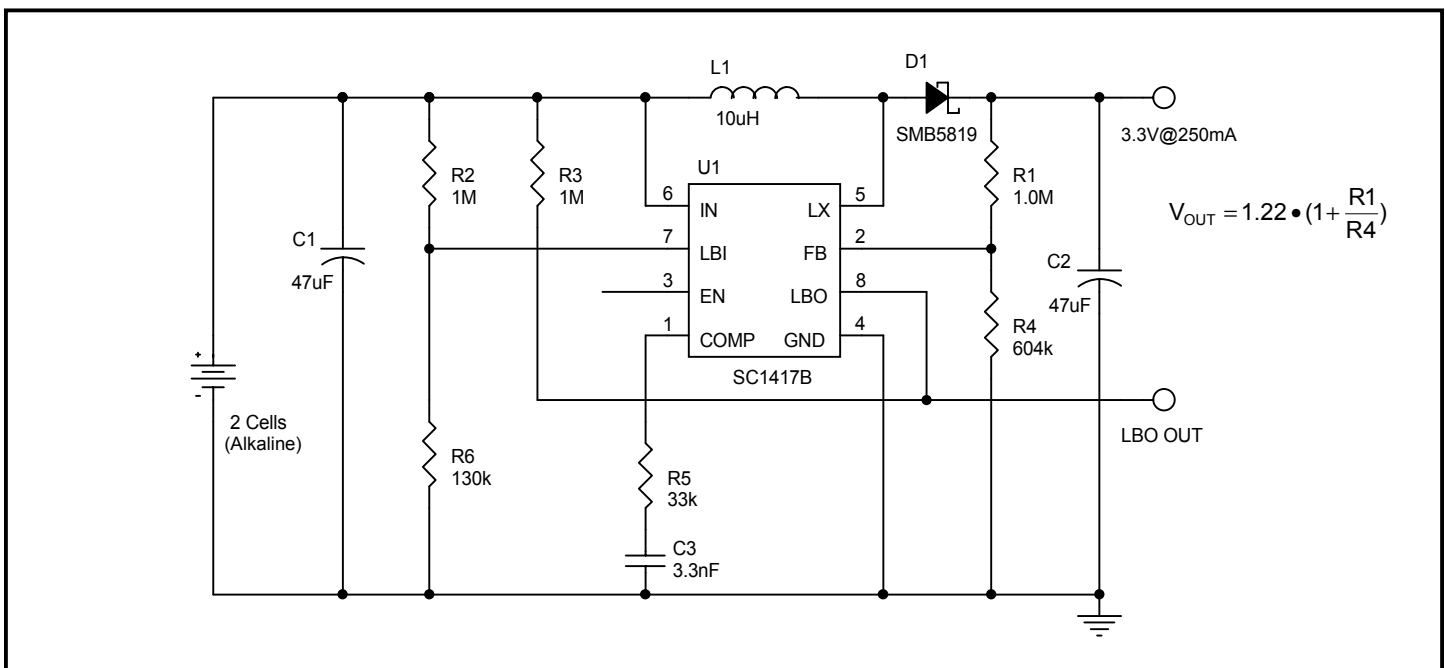 L1
10uH
D1
SMB5819
3.3V@250mA
R2
1M
R3
1M
U1
R1
1.0M
V_OUT = 1.22 • (1+ R1/R4)
C1
47uF
6
IN
LX
5
7
LBI
FB
2
3
EN
LBO
8
1
COMP
GND
4
SC1417B
C2
47uF
R4
604k
+
-
2 Cells
(Alkaline)
LBO OUT
R6
130k
R5
33k
C3
3.3nF